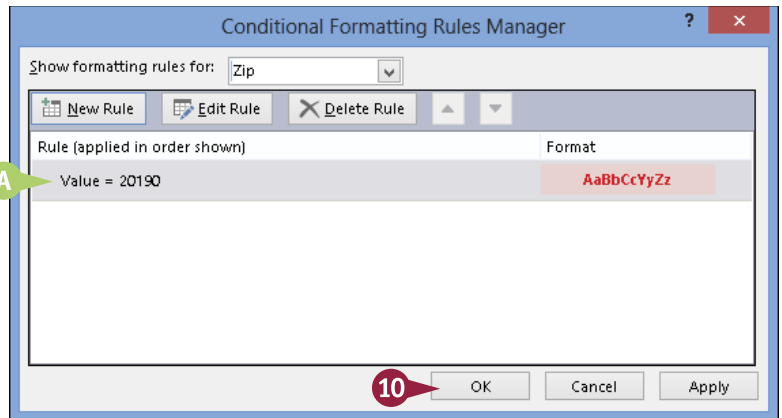 Conditional Formatting Rules Manager ? ×
Show formatting rules for: Zip
New Rule Edit Rule Delete Rule
Rule (applied in order shown) Format
A Value = 20190 AaBbCcYyZz
10 OK Cancel Apply